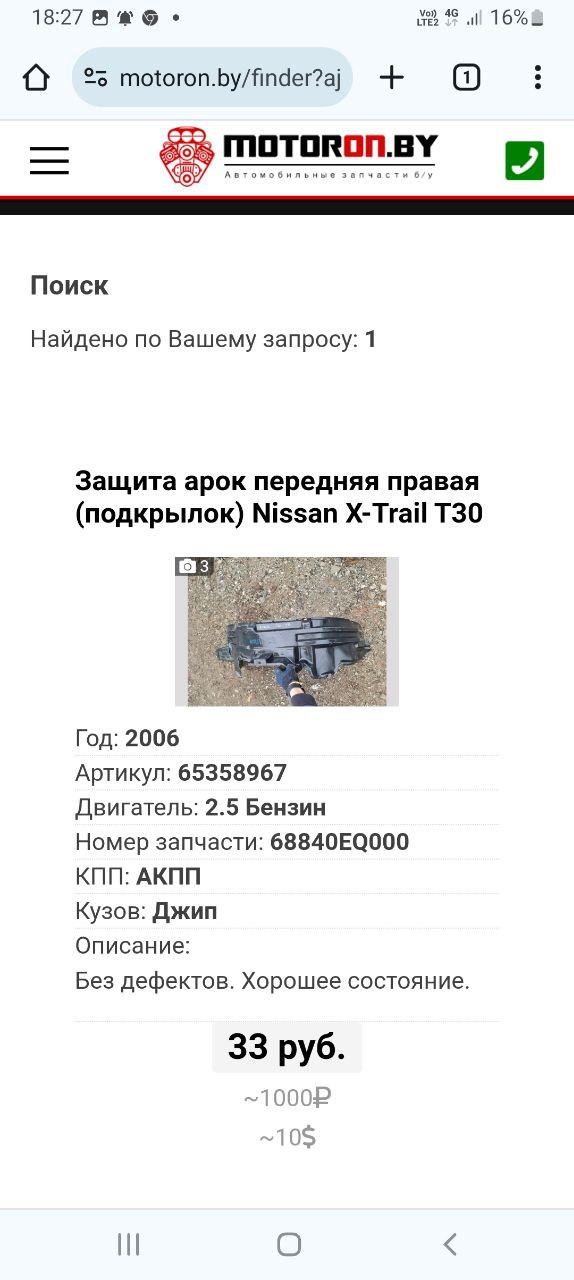 18:27
Vo)) LTE2 4G 16%
motoron.by/finder?aj
1
MOTORON.BY
Автомобильные запчасти б/у
Поиск
Найдено по Вашему запросу: 1
Защита арок передняя правая
(подкрылок) Nissan X-Trail T30
3
Год: 2006
Артикул: 65358967
Двигатель: 2.5 Бензин
Номер запчасти: 68840EQ000
КПП: АКПП
Кузов: Джип
Описание:
Без дефектов. Хорошее состояние.
33 руб.
~1000₽
~10$